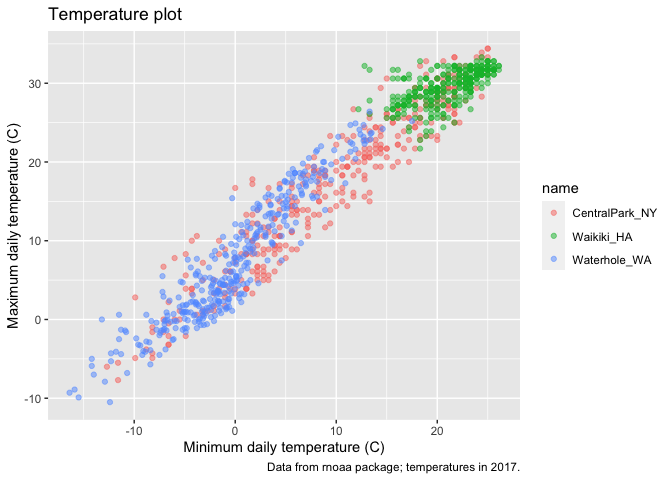 Temperature plot
Maximum daily temperature (C)
30
20
10
0
-10
-10
0
10
20
Minimum daily temperature (C)
name
CentralPark_NY
Waikiki_HA
Waterhole_WA
Data from moaa package; temperatures in 2017.